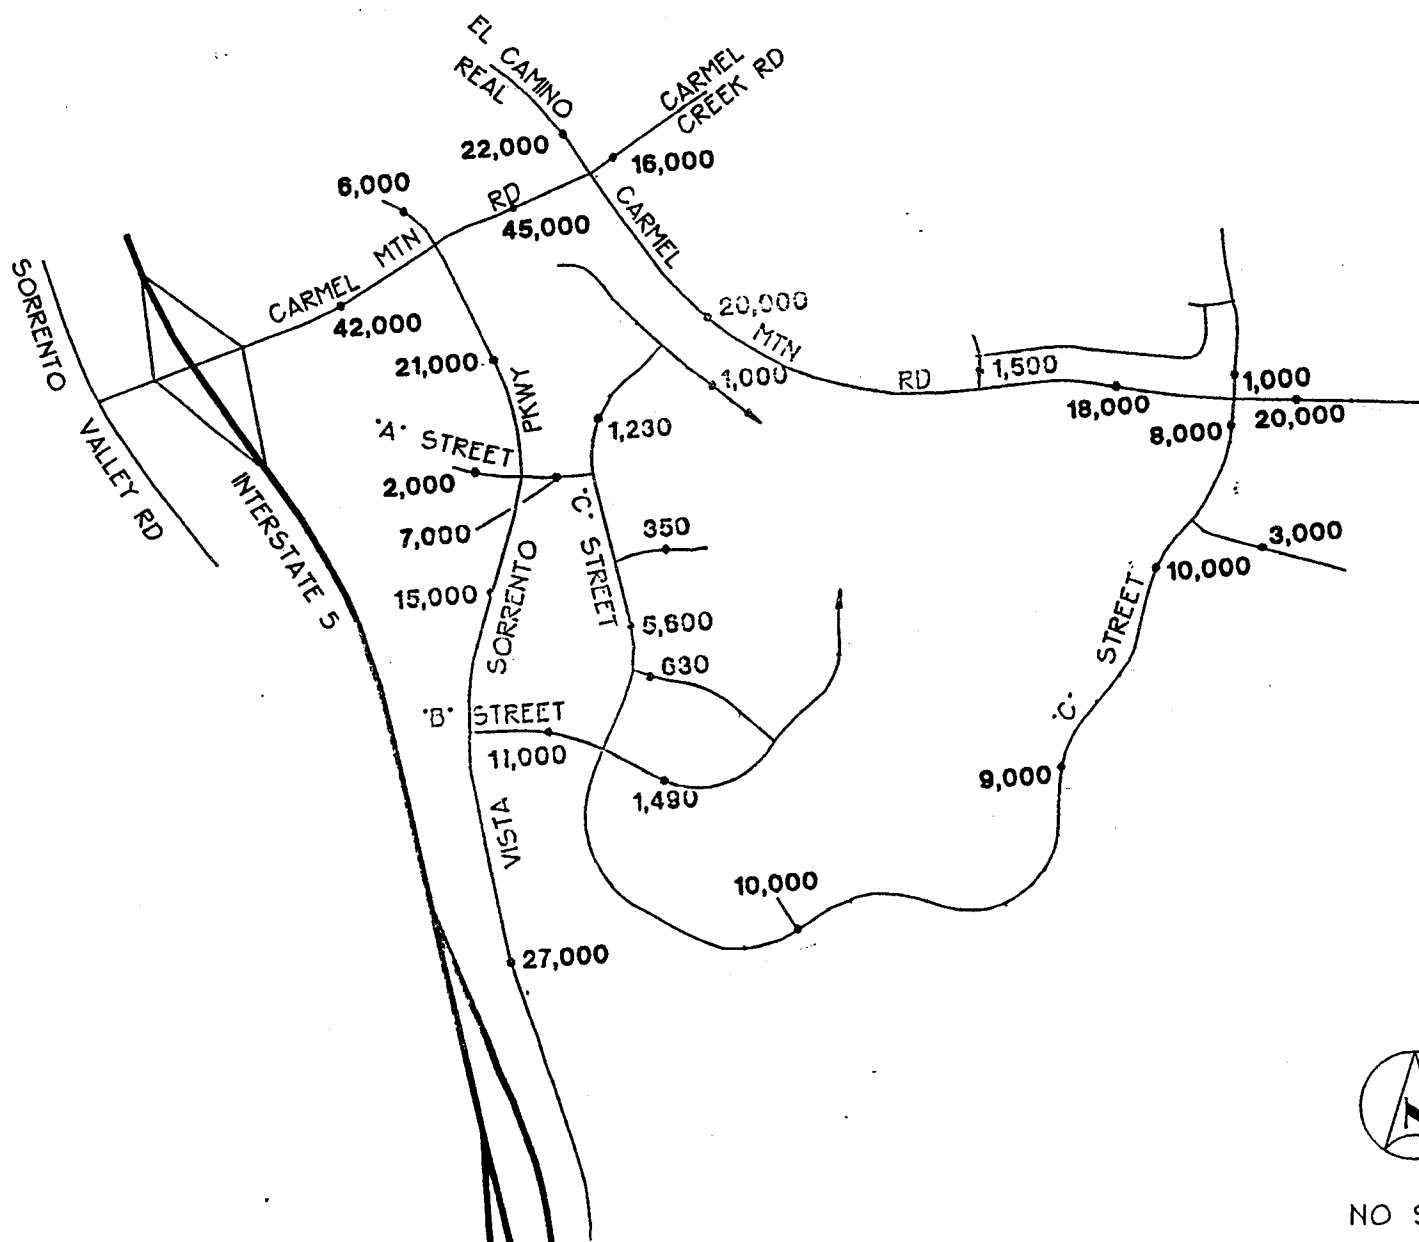 EL CAMINO
REAL
CARMEL
CREEK RD
22,000
16,000
6,000
RD
45,000
CARMEL
MTN
CARMEL
42,000
SORRENTO
VALLEY RD
INTERSTATE 5
20,000
MTN
RD
21,000
PKWY
1,000
1,500
18,000
1,000
20,000
8,000
"A" STREET
2,000
7,000
1,230
"C" STREET
350
3,000
10,000
15,000
SORRENTO
5,600
630
"C" STREET
"B" STREET
11,000
1,490
9,000
VISTA
10,000
27,000
NO